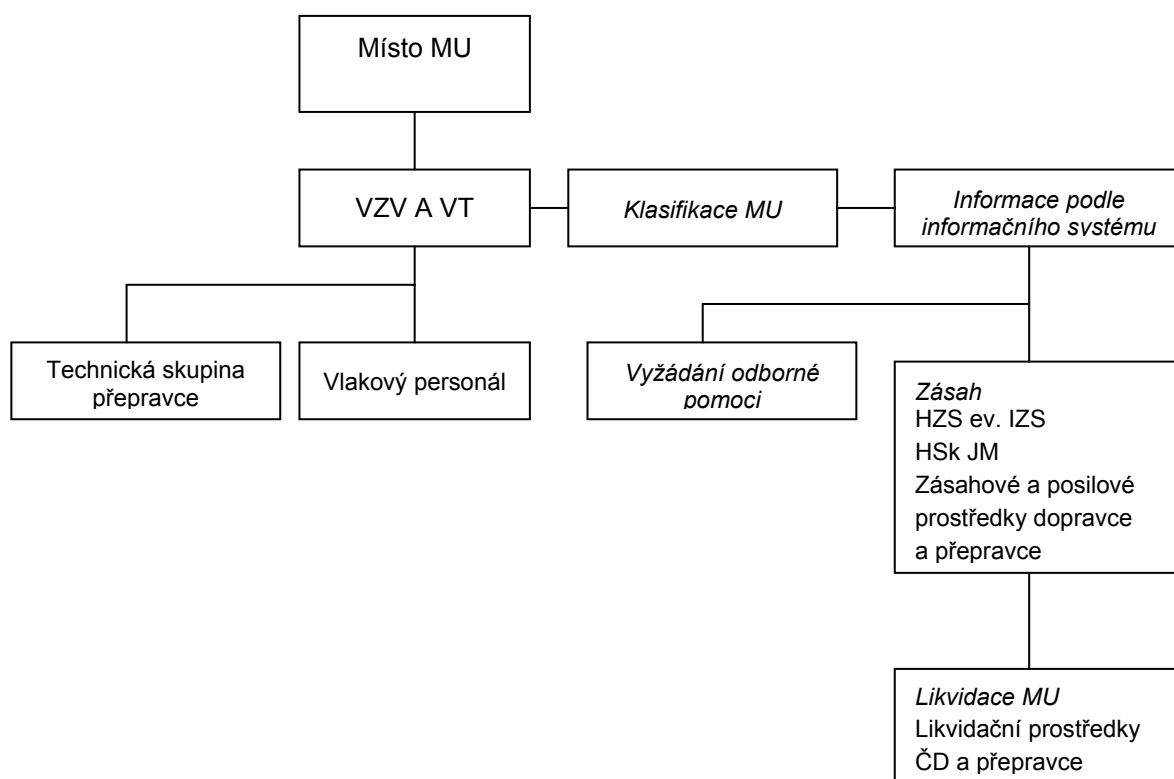 Místo MU
VZV A VT
Klasifikace MU
Informace podle
informačního systému
Technická skupina
přepravce
Vlakový personál
Vyžádání odborné
pomoci
Zásah
HZS ev. IZS
HSk JM
Zásahové a posilové
prostředky dopravce
a přepravce
Likvidace MU
Likvidační prostředky
ČD a přepravce